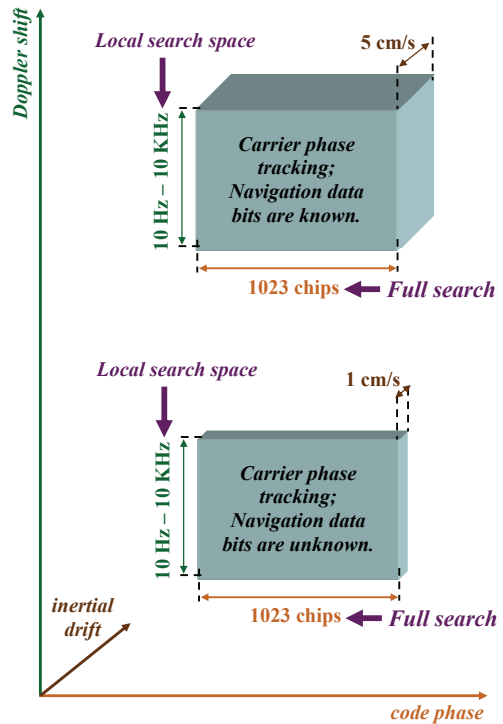 Doppler shift
Local search space
5 cm/s
10 Hz – 10 KHz
Carrier phase
tracking;
Navigation data
bits are known.
1023 chips
Full search
Local search space
1 cm/s
10 Hz – 10 KHz
Carrier phase
tracking;
Navigation data
bits are unknown.
1023 chips
Full search
inertial
drift
code phase